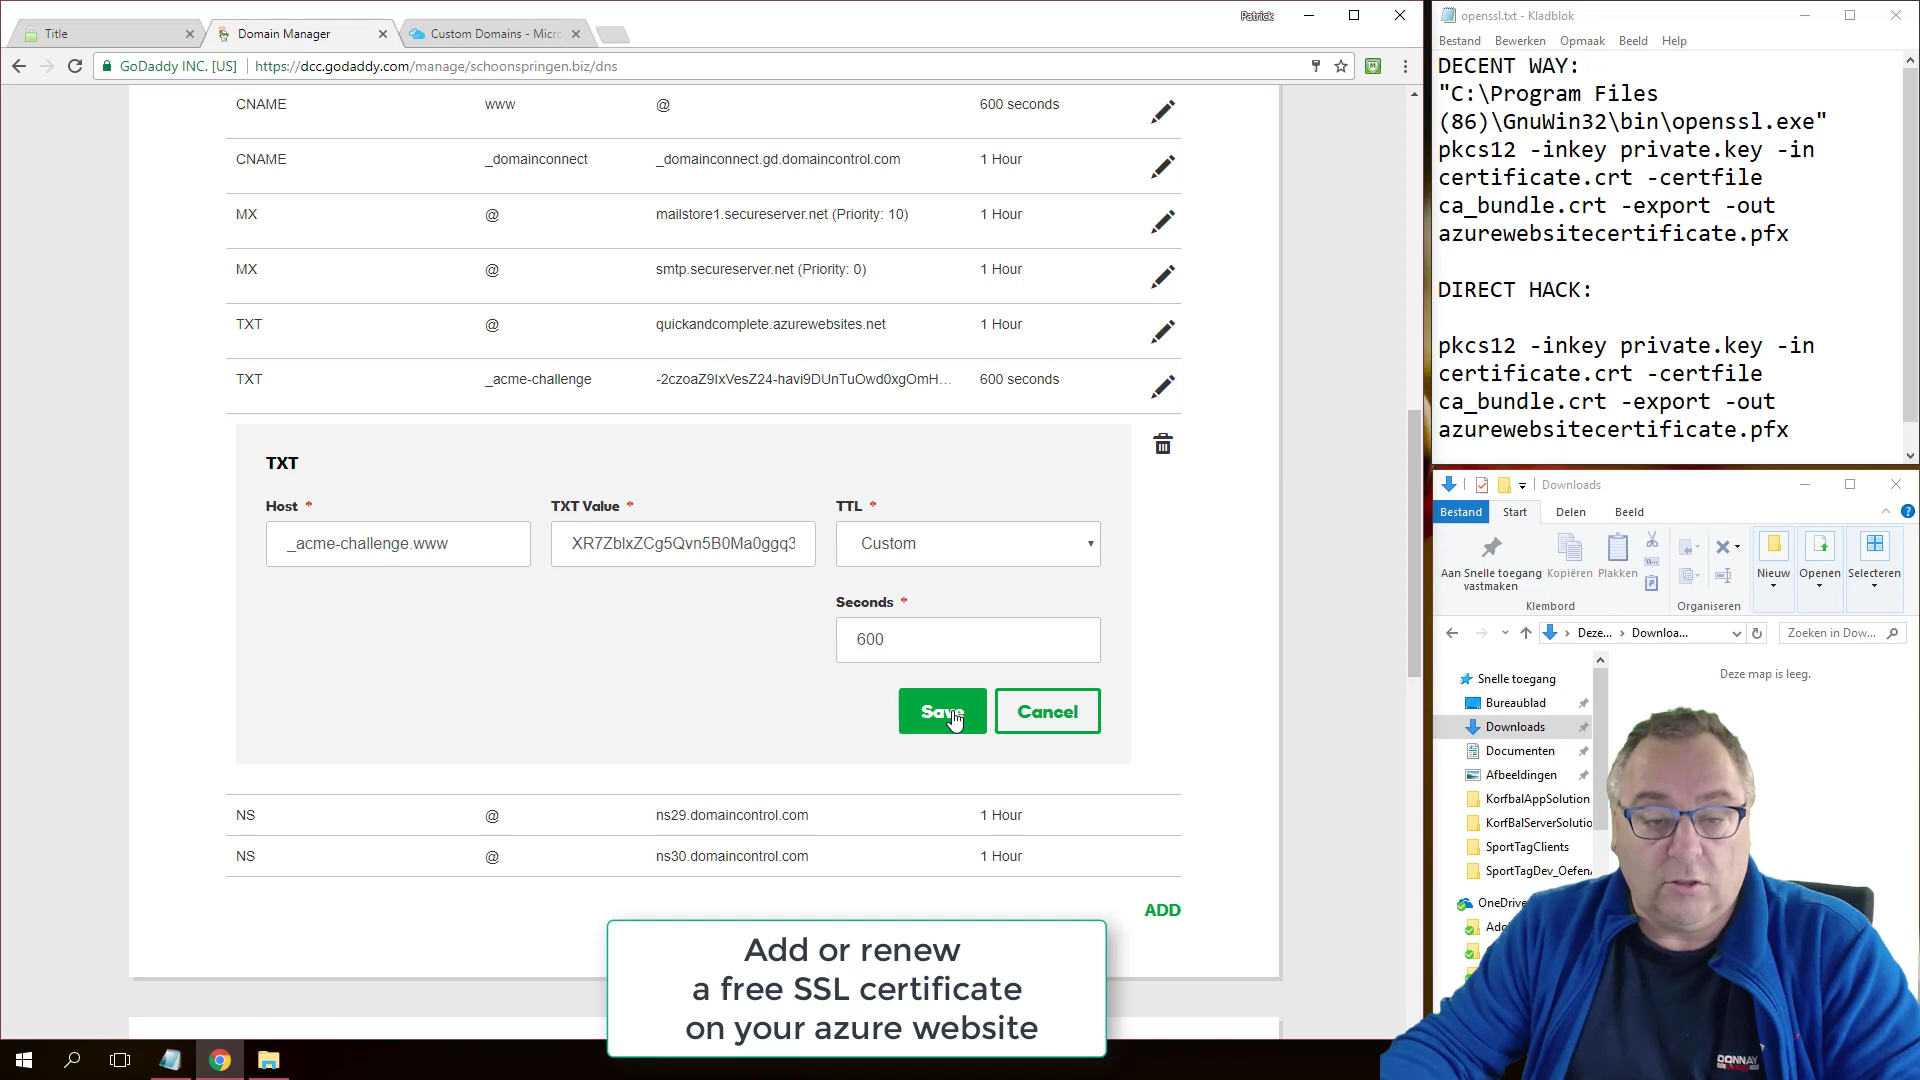 Title
Domain Manager
Custom Domains - Micro
Patrick
GoDaddy INC. [US]
https://dcc.godaddy.com/manage/schoonspringen.biz/dns
CNAME www @ 600 seconds
CNAME _domainconnect _domainconnect.gd.domaincontrol.com 1 Hour
MX @ mailstore1.secureserver.net (Priority: 10) 1 Hour
MX @ smtp.secureserver.net (Priority: 0) 1 Hour
TXT @ quickandcomplete.azurewebsites.net 1 Hour
TXT _acme-challenge -2czoaZ9IxVesZ24-havi9DUnTuOwd0xgOmH... 600 seconds
TXT
Host * TXT Value * TTL *
_acme-challenge.www XR7ZblxZCg5Qvn5B0Ma0ggq3 Custom
Seconds *
600
Save Cancel
NS @ ns29.domaincontrol.com 1 Hour
NS @ ns30.domaincontrol.com 1 Hour
ADD
Add or renew
a free SSL certificate
on your azure website
openssl.txt - Kladblok
Bestand Bewerken Opmaak Beeld Help
DECENT WAY:
"C:\Program Files
(86)\GnuWin32\bin\openssl.exe"
pkcs12 -inkey private.key -in
certificate.crt -certfile
ca_bundle.crt -export -out
azurewebsitecertificate.pfx
DIRECT HACK:
pkcs12 -inkey private.key -in
certificate.crt -certfile
ca_bundle.crt -export -out
azurewebsitecertificate.pfx
Downloads
Bestand Start Delen Beeld
Aan Snelle toegang
vastmaken
Kopiëren
Plakken
Nieuw
Openen
Selecteren
Klembord
Organiseren
Deze... Downloa...
Zoeken in Dow...
Snelle toegang
Bureaublad
Downloads
Documenten
Afbeeldingen
KorfbalAppSolution
KorfBalServerSolutio
SportTagClients
SportTagDev_Oefen
OneDrive
Deze map is leeg.
DONNAY